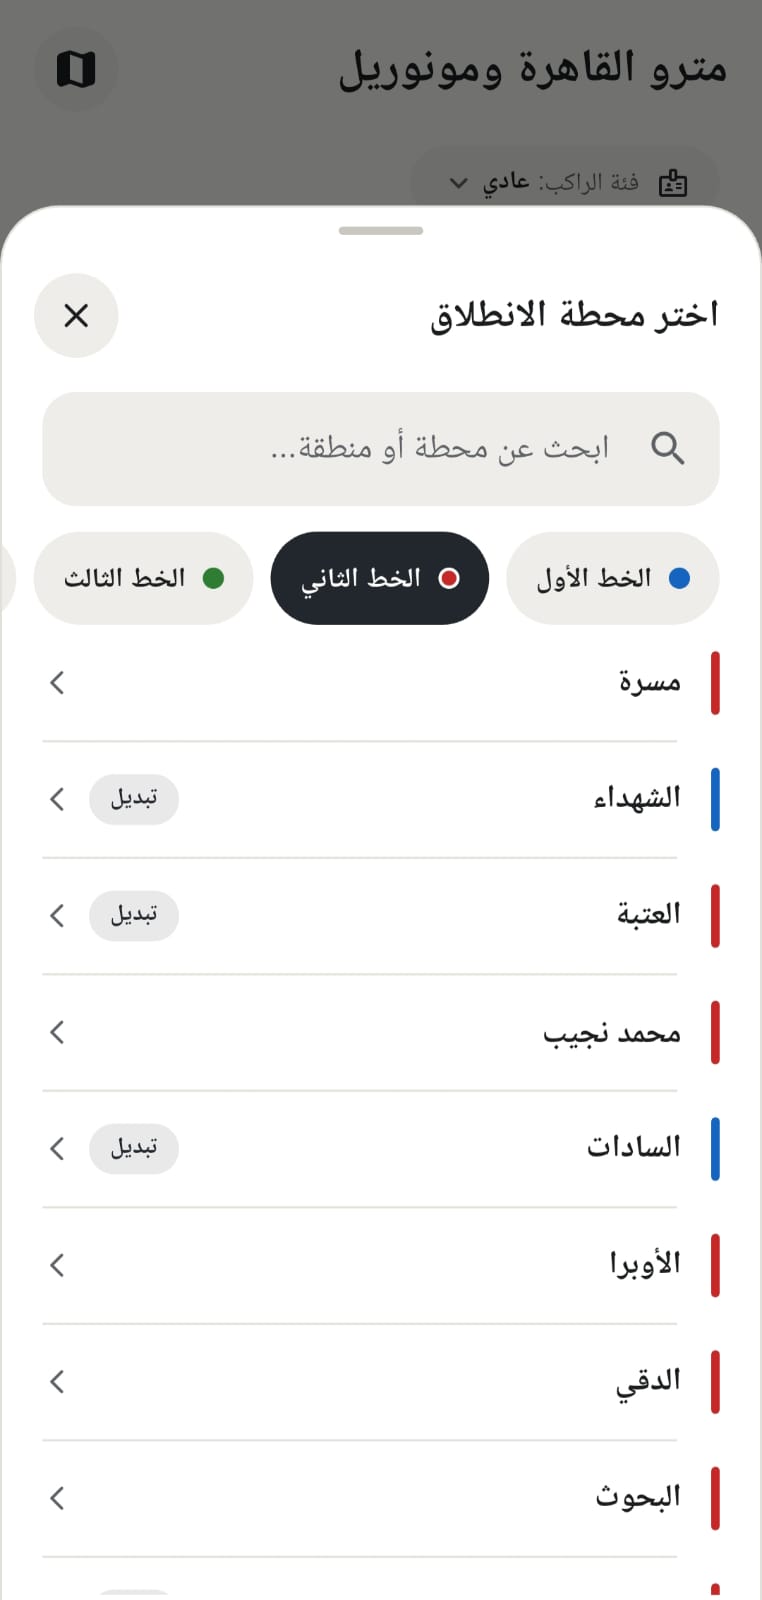 مترو القاهرة ومونوريل
فئة الراكب: عادي
اختر محطة الانطلاق
ابحث عن محطة أو منطقة...
الخط الأول
الخط الثاني
الخط الثالث
مسرة
الشهداء
تبديل
العتبة
تبديل
محمد نجيب
السادات
تبديل
الأوبرا
الدقي
البحوث